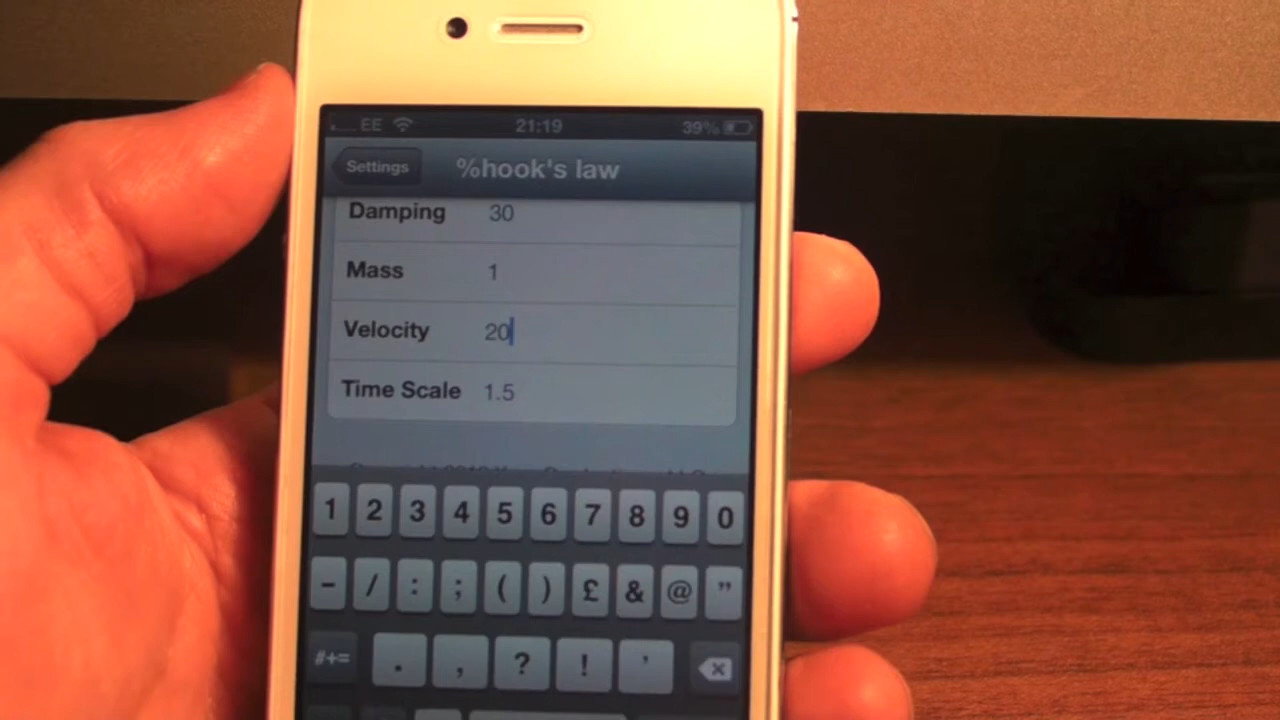 EE 21:19 39%
Settings %hook's law
Damping 30
Mass 1
Velocity 20
Time Scale 1.5
1 2 3 4 5 6 7 8 9 0
- / : ; ( ) £ & @ "
#+= . , ? ! '